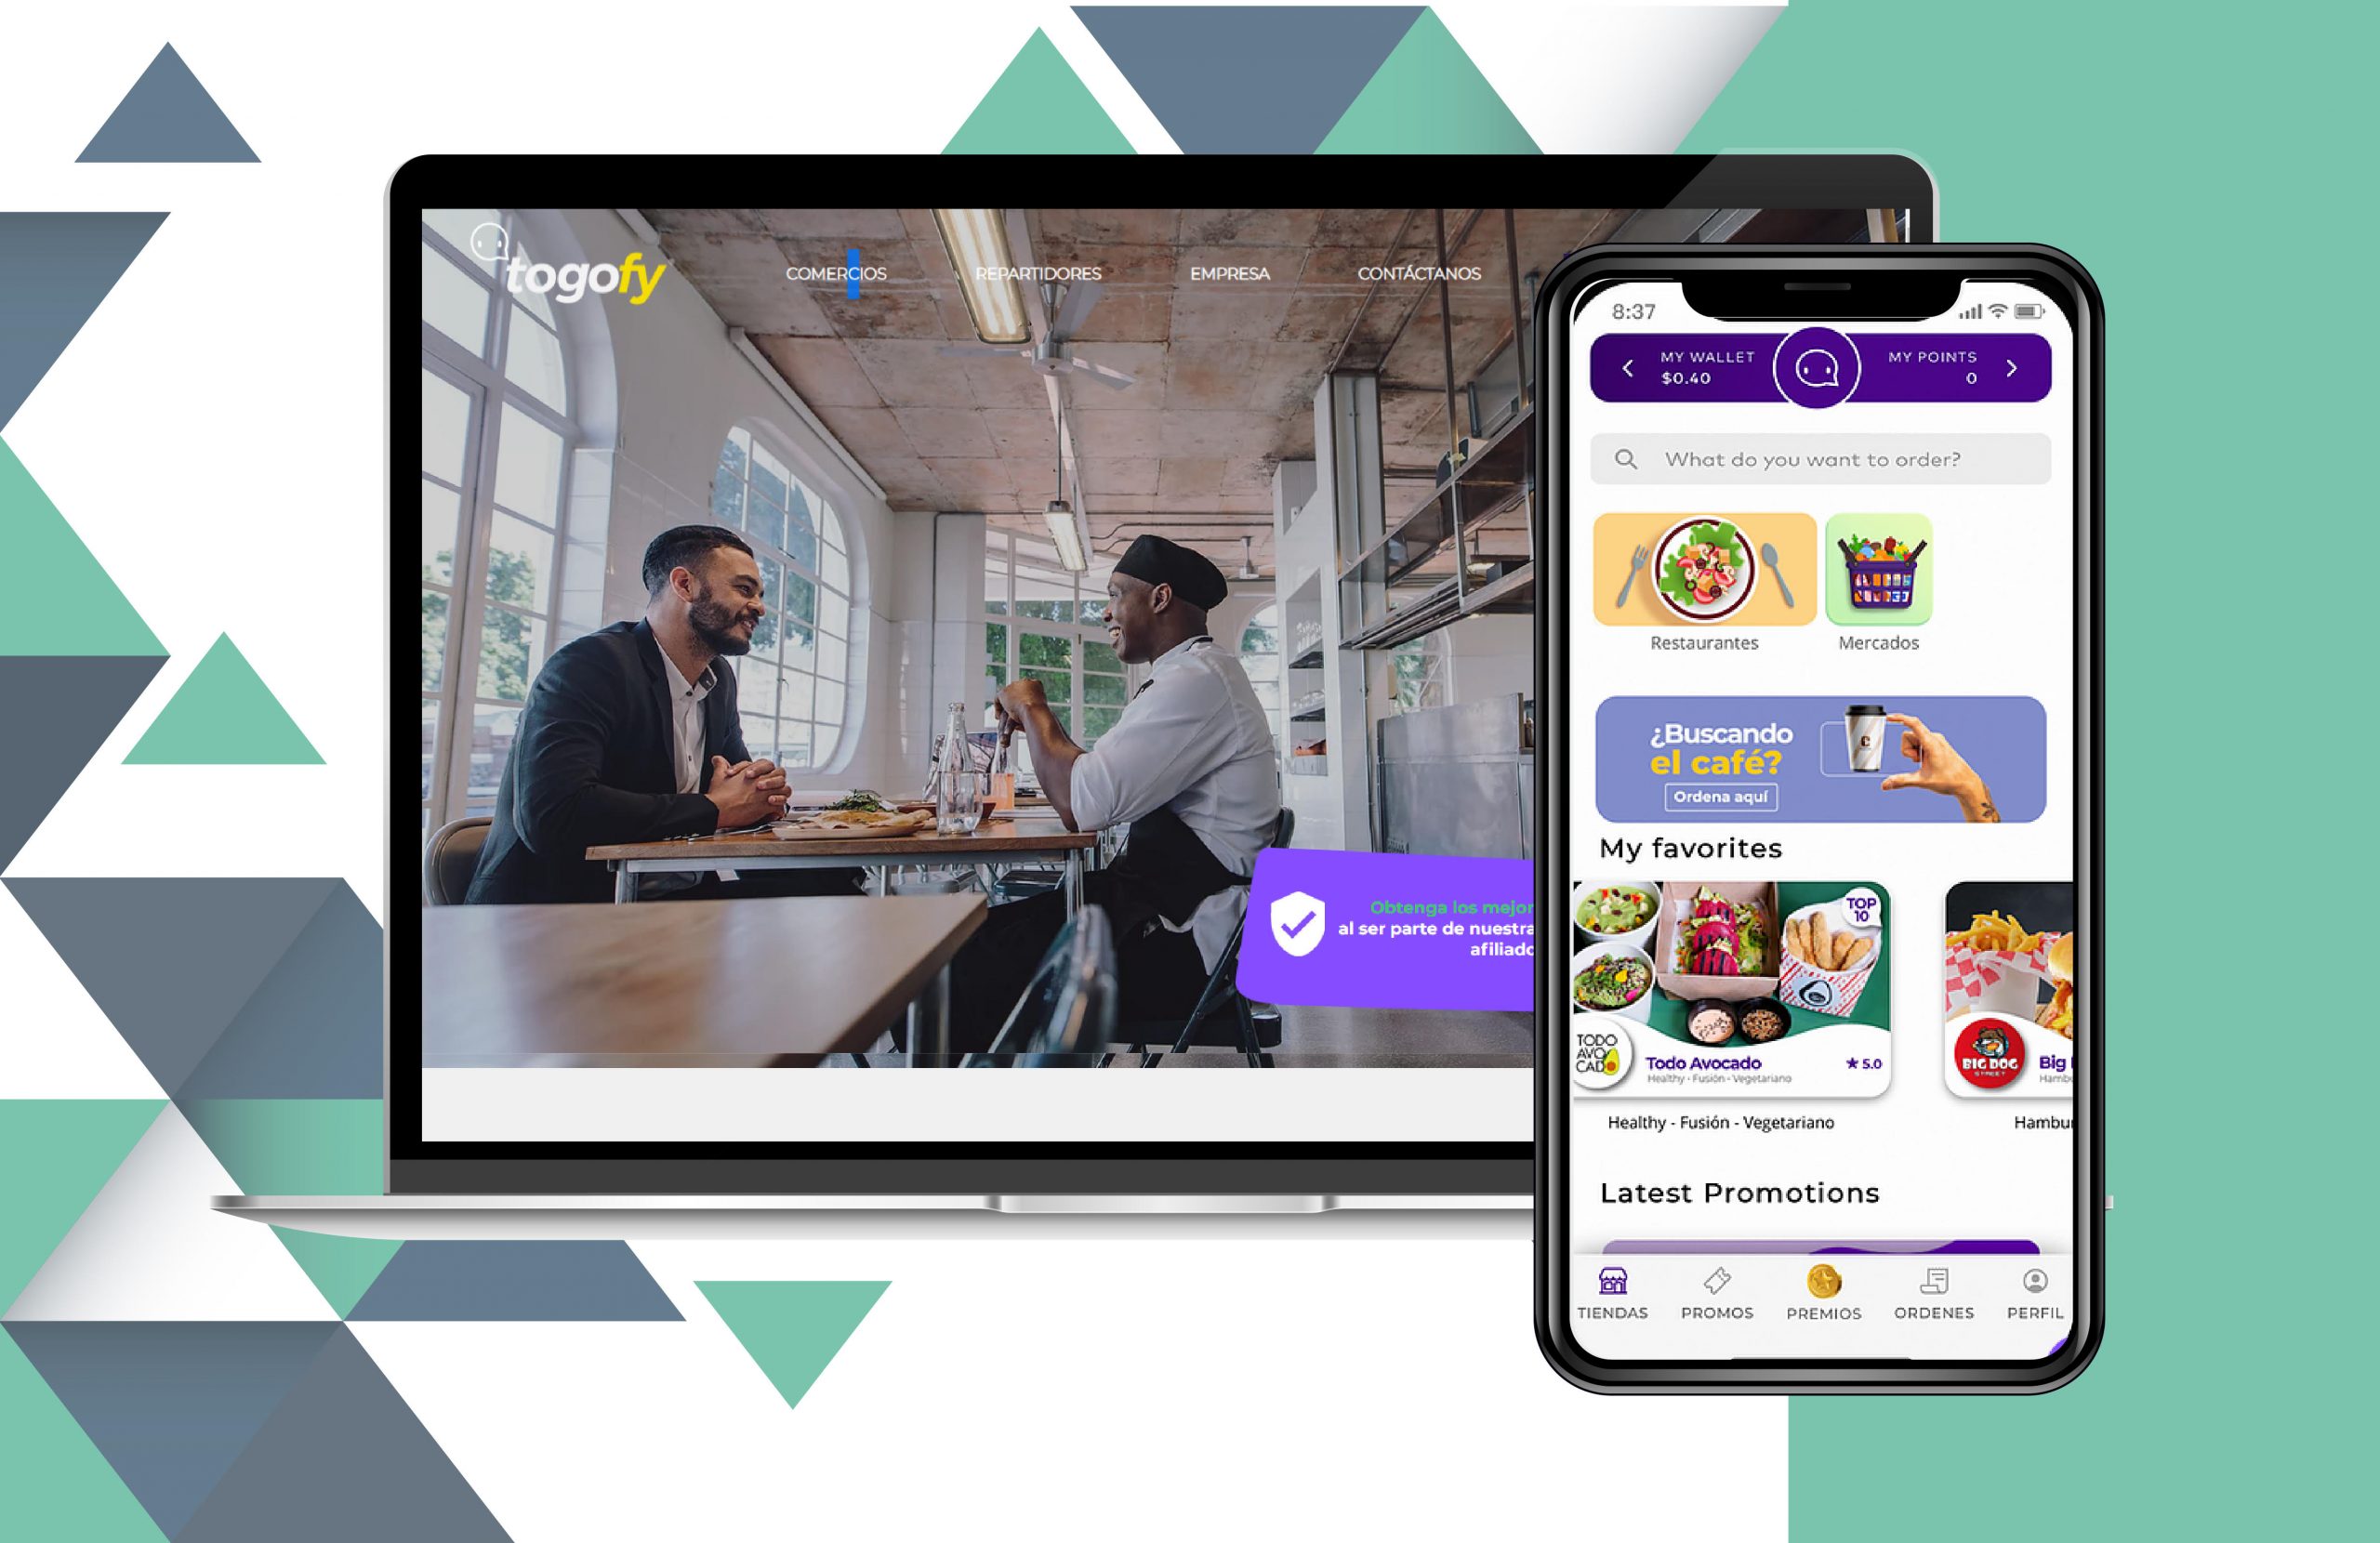 togofy
COMERCIOS
REPARTIDORES
EMPRESA
CONTÁCTANOS
Obtenga los mejor
al ser parte de nuestra
afiliado
8:37
MY WALLET
$0.40
MY POINTS
0
What do you want to order?
Restaurantes
Mercados
¿Buscando
el café?
Ordena aquí
C
My favorites
TOP
10
TODO
AVO
CADO
Todo Avocado
★ 5.0
Healthy - Fusión - Vegetariano
BIG DOG
STREET
Big
Hambu
Healthy - Fusión - Vegetariano
Hambu
Latest Promotions
TIENDAS
PROMOS
PREMIOS
ORDENES
PERFIL